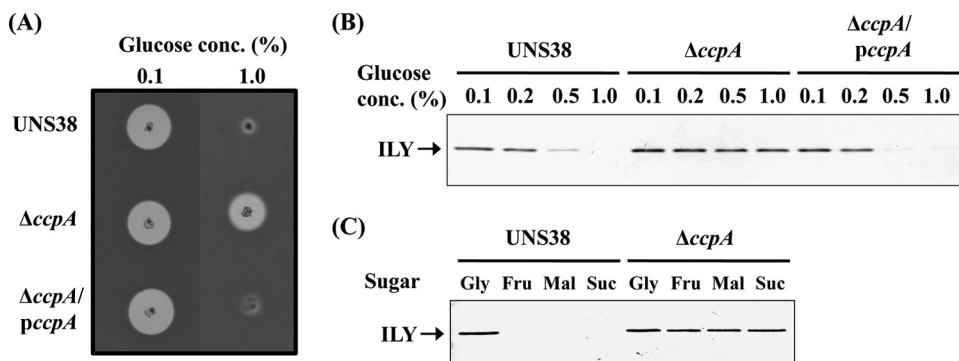 (A)
Glucose conc. (%)
0.1 1.0
UNS38
ΔccpA
ΔccpA/
pccpA
(B)
UNS38 ΔccpA ΔccpA/
pccpA
Glucose
conc. (%) 0.1 0.2 0.5 1.0 0.1 0.2 0.5 1.0 0.1 0.2 0.5 1.0
ILY→
(C)
UNS38 ΔccpA
Sugar Gly Fru Mal Suc Gly Fru Mal Suc
ILY→